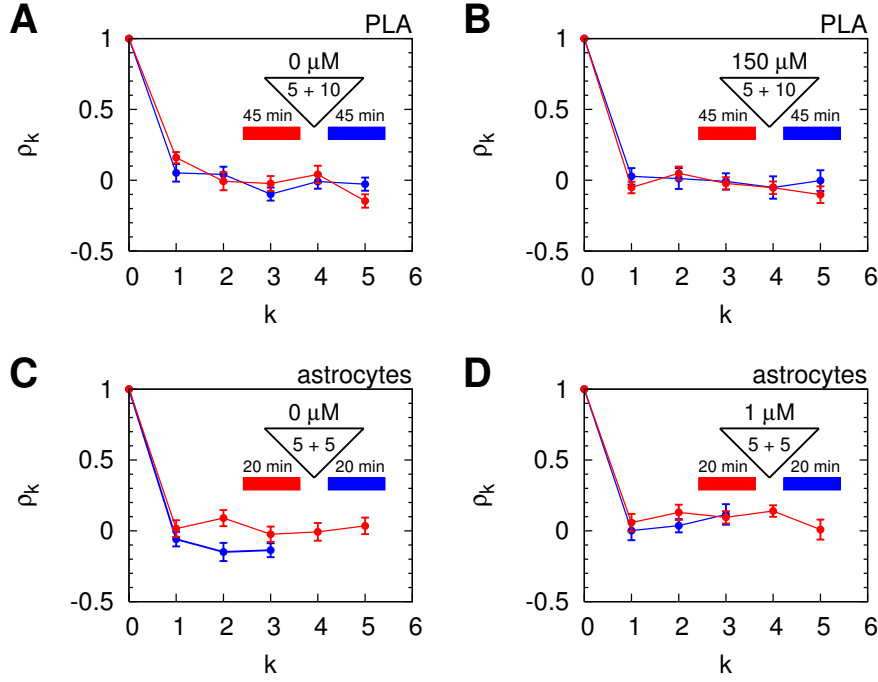 A
PLA
0 μM
5 + 10
45 min
45 min
1
0.5
0
-0.5
ρk
0 1 2 3 4 5 6
k
B
PLA
150 μM
5 + 10
45 min
45 min
1
0.5
0
-0.5
ρk
0 1 2 3 4 5 6
k
C
astrocytes
0 μM
5 + 5
20 min
20 min
1
0.5
0
-0.5
ρk
0 1 2 3 4 5 6
k
D
astrocytes
1 μM
5 + 5
20 min
20 min
1
0.5
0
-0.5
ρk
0 1 2 3 4 5 6
k